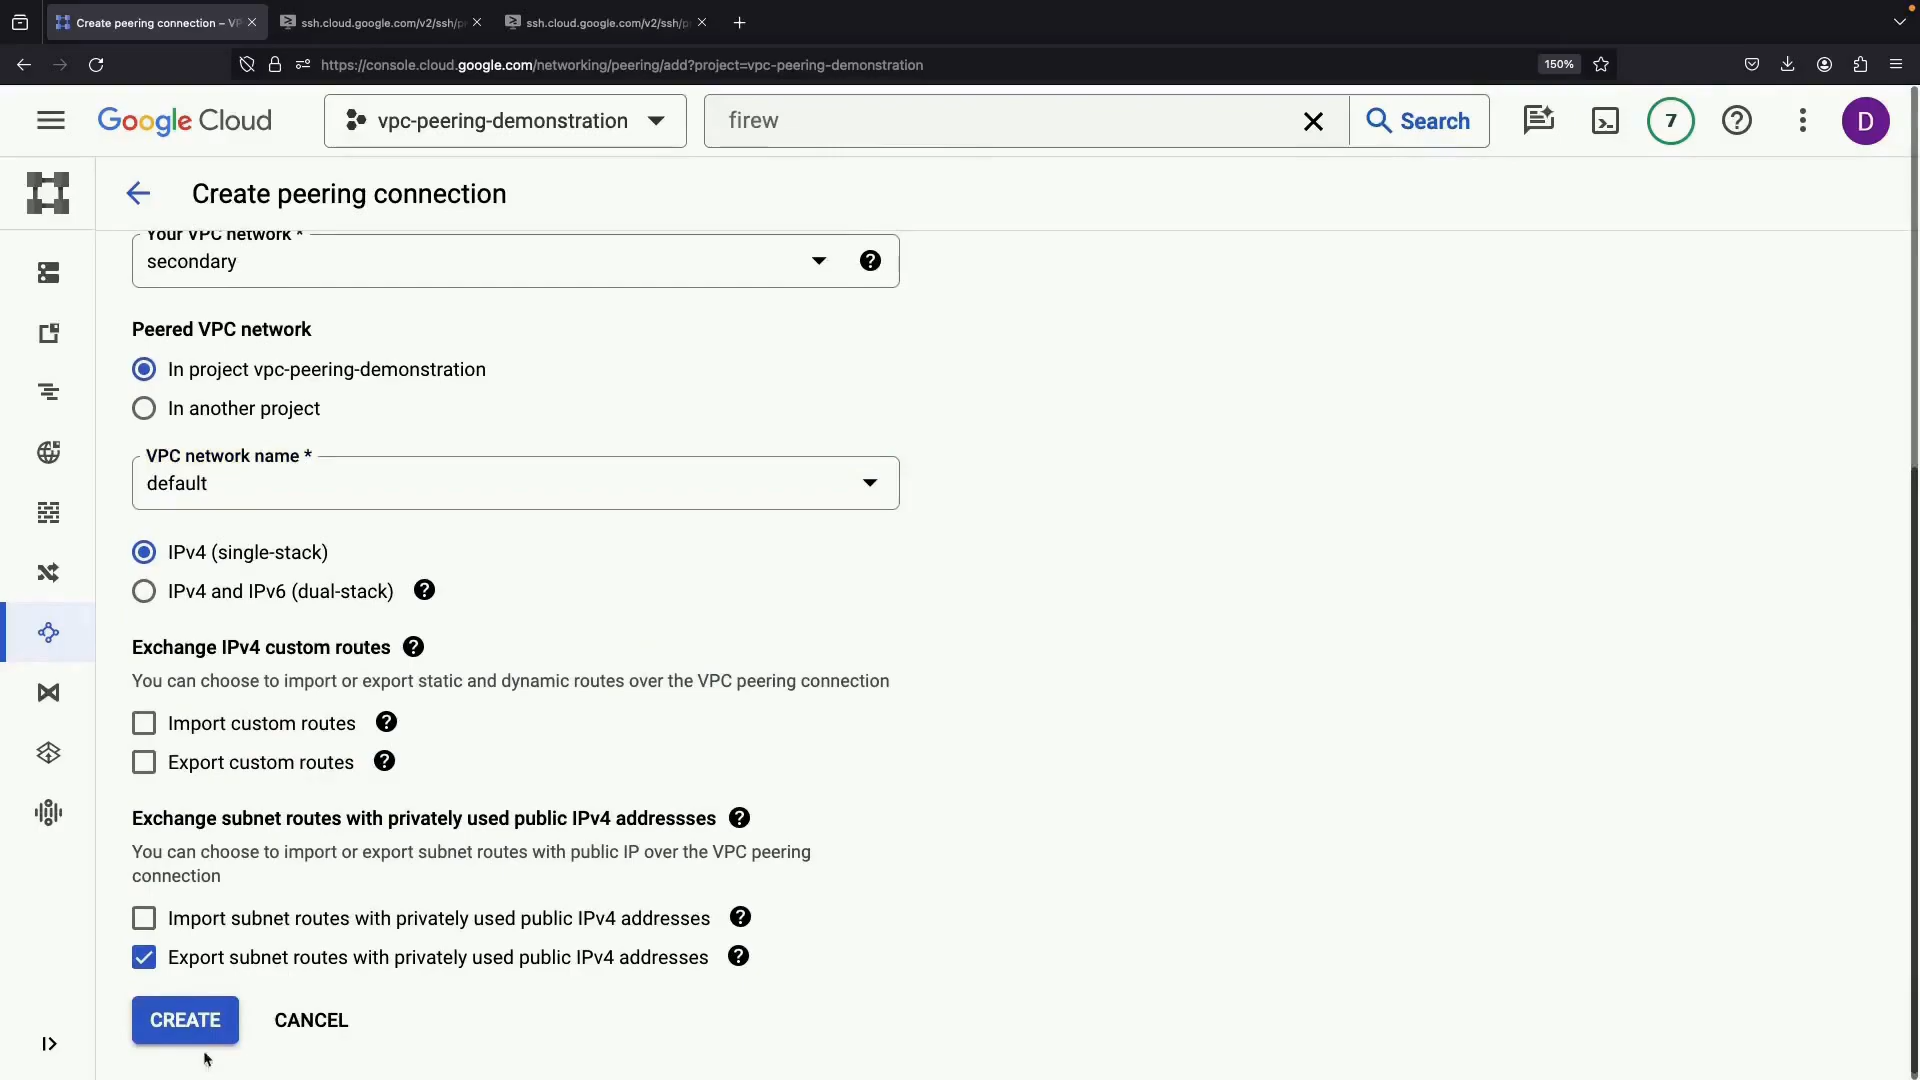 Create peering connection – VP
ssh.cloud.google.com/v2/ssh/p
ssh.cloud.google.com/v2/ssh/p
https://console.cloud.google.com/networking/peering/add?project=vpc-peering-demonstration
150%
Google Cloud
vpc-peering-demonstration
firew
Search
7
D
Create peering connection
Your VPC network *
secondary
Peered VPC network
In project vpc-peering-demonstration
In another project
VPC network name *
default
IPv4 (single-stack)
IPv4 and IPv6 (dual-stack)
Exchange IPv4 custom routes
You can choose to import or export static and dynamic routes over the VPC peering connection
Import custom routes
Export custom routes
Exchange subnet routes with privately used public IPv4 addressses
You can choose to import or export subnet routes with public IP over the VPC peering
connection
Import subnet routes with privately used public IPv4 addresses
Export subnet routes with privately used public IPv4 addresses
CREATE
CANCEL